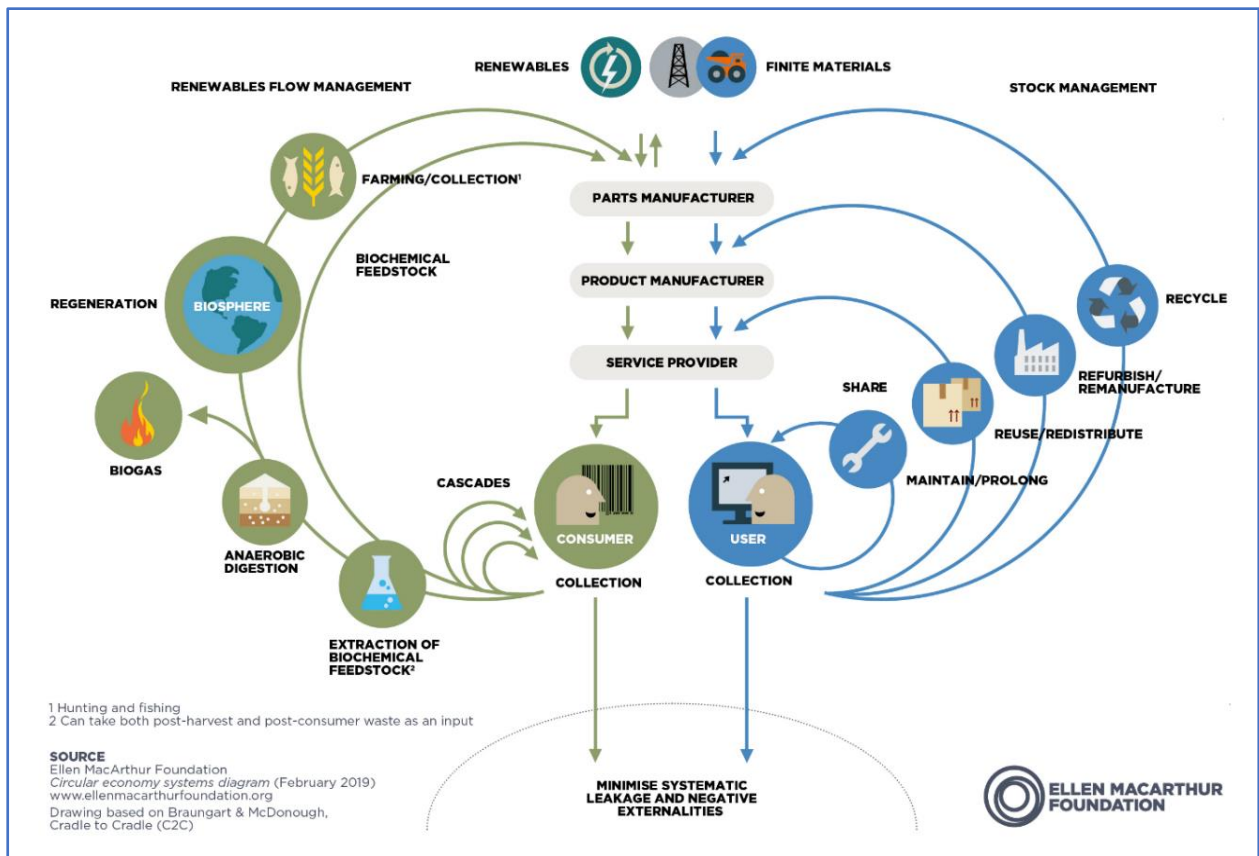 RENEWABLES
FINITE MATERIALS
RENEWABLES FLOW MANAGEMENT
STOCK MANAGEMENT
FARMING/COLLECTION¹
PARTS MANUFACTURER
BIOCHEMICAL
FEEDSTOCK
PRODUCT MANUFACTURER
REGENERATION
BIOSPHERE
RECYCLE
SERVICE PROVIDER
SHARE
REFURBISH/
REMANUFACTURE
REUSE/REDISTRIBUTE
BIOGAS
CASCADES
MAINTAIN/PROLONG
CONSUMER
USER
ANAEROBIC
DIGESTION
COLLECTION
COLLECTION
EXTRACTION OF
BIOCHEMICAL
FEEDSTOCK²
1 Hunting and fishing
2 Can take both post-harvest and post-consumer waste as an input
SOURCE
Ellen MacArthur Foundation
Circular economy systems diagram (February 2019)
www.ellenmacarthurfoundation.org
Drawing based on Braungart & McDonough,
Cradle to Cradle (C2C)
MINIMISE SYSTEMATIC
LEAKAGE AND NEGATIVE
EXTERNALITIES
ELLEN MACARTHUR
FOUNDATION